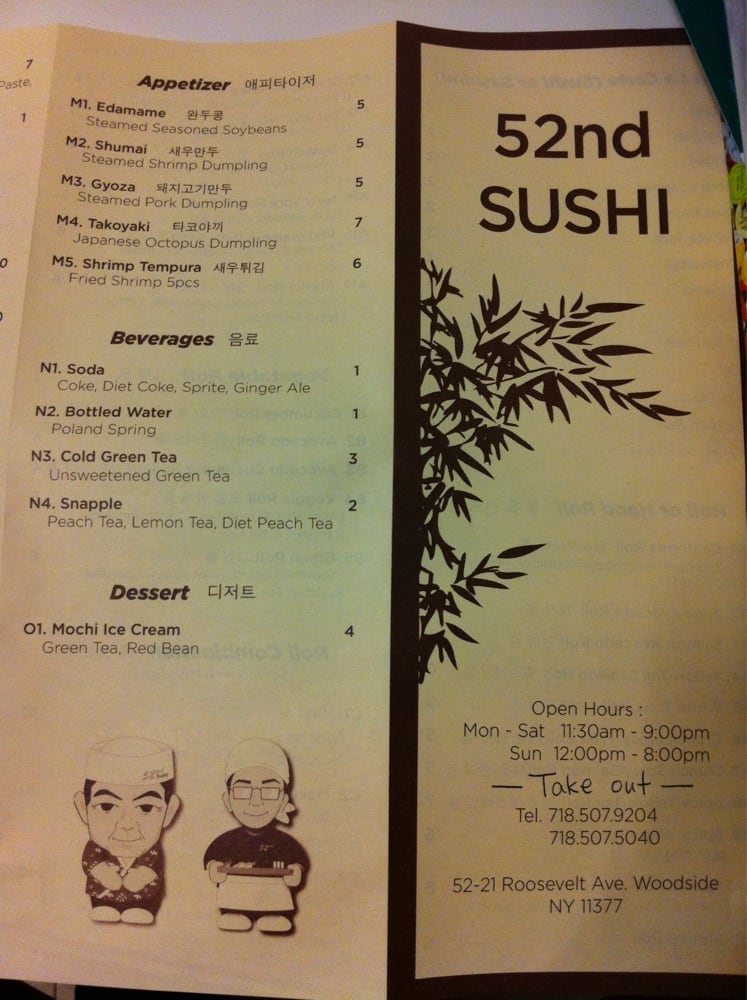 7
Paste,
1
0
Appetizer 애피타이저
M1. Edamame 완두콩 5
Steamed Seasoned Soybeans
M2. Shumai 새우만두 5
Steamed Shrimp Dumpling
M3. Gyoza 돼지고기만두 5
Steamed Pork Dumpling
M4. Takoyaki 타코야끼 7
Japanese Octopus Dumpling
M5. Shrimp Tempura 새우튀김 6
Fried Shrimp 5pcs
Beverages 음료
N1. Soda 1
Coke, Diet Coke, Sprite, Ginger Ale
N2. Bottled Water 1
Poland Spring
N3. Cold Green Tea 3
Unsweetened Green Tea
N4. Snapple 2
Peach Tea, Lemon Tea, Diet Peach Tea
Dessert 디저트
O1. Mochi Ice Cream 4
Green Tea, Red Bean
52nd
SUSHI
Open Hours :
Mon - Sat 11:30am - 9:00pm
Sun 12:00pm - 8:00pm
— Take out —
Tel. 718.507.9204
718.507.5040
52-21 Roosevelt Ave. Woodside
NY 11377